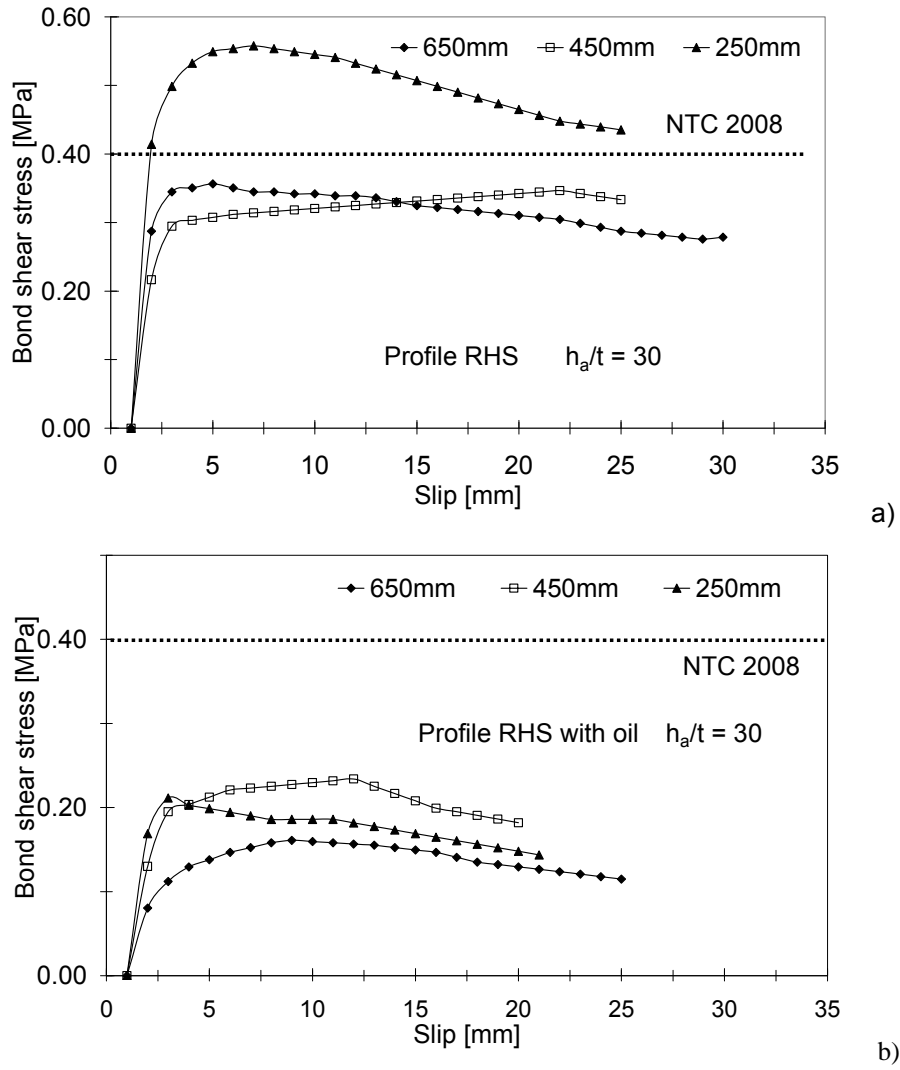 0.60
650mm 450mm 250mm
NTC 2008
0.40
Bond shear stress [MPa]
0.20
Profile RHS h_a/t = 30
0.00
0 5 10 15 20 25 30 35
Slip [mm]
a)
650mm 450mm 250mm
0.40
NTC 2008
Bond shear stress [MPa]
Profile RHS with oil h_a/t = 30
0.20
0.00
0 5 10 15 20 25 30 35
Slip [mm]
b)